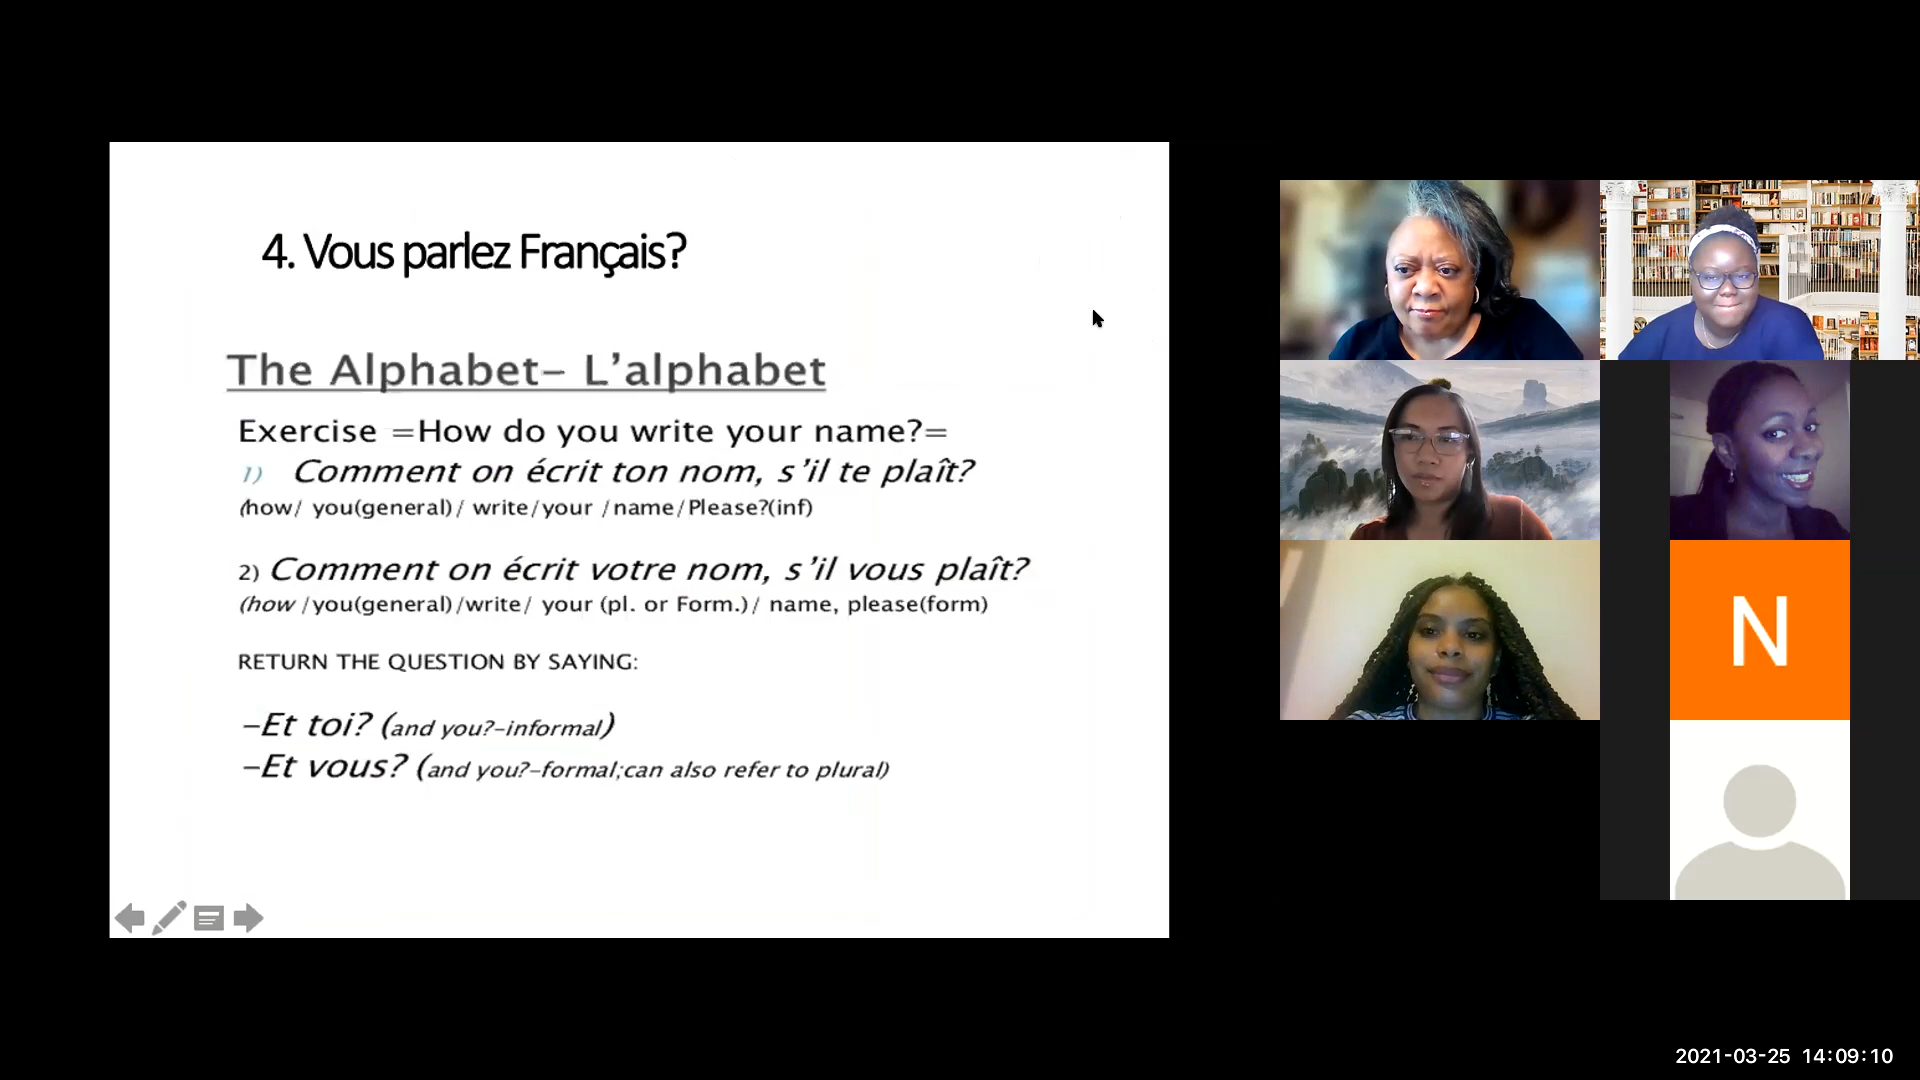 4. Vous parlez Français?
The Alphabet– L’alphabet
Exercise =How do you write your name?=
1) Comment on écrit ton nom, s’il te plaît?
(how/ you(general)/ write/your /name/Please?(inf)
2) Comment on écrit votre nom, s’il vous plaît?
(how /you(general)/write/ your (pl. or Form.)/ name, please(form)
RETURN THE QUESTION BY SAYING:
–Et toi? (and you?–informal)
–Et vous? (and you?–formal;can also refer to plural)
N
2021-03-25 14:09:10